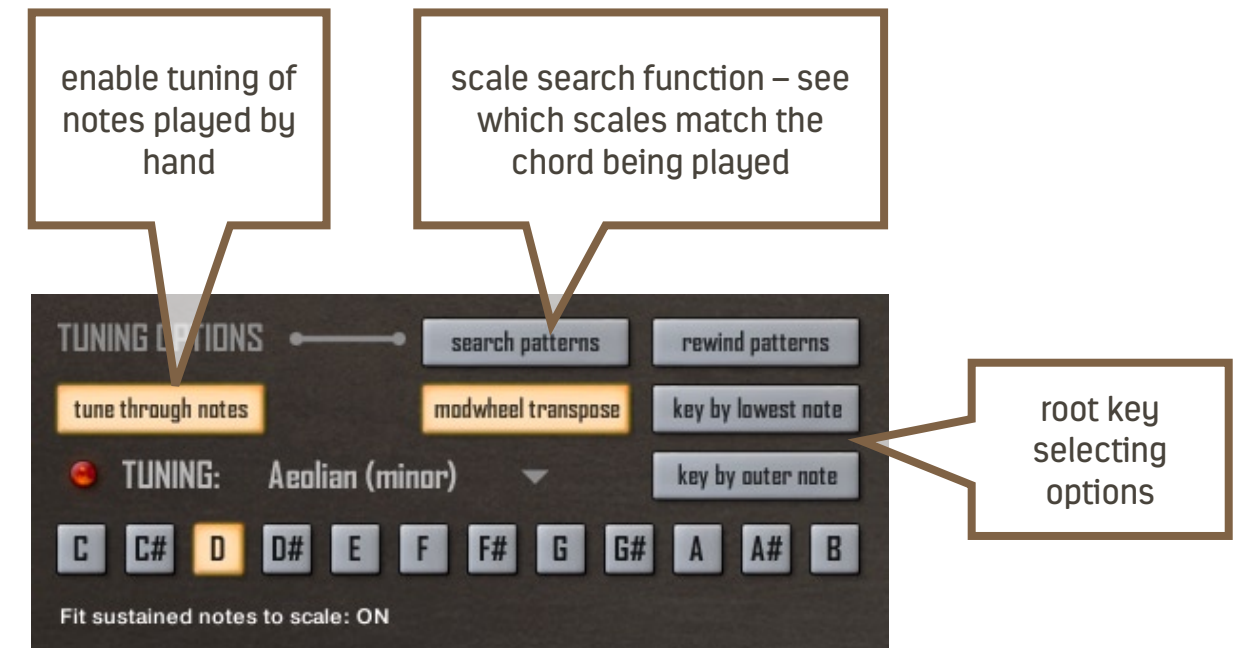 enable tuning of
notes played by
hand
scale search function – see
which scales match the
chord being played
TUNING OPTIONS
search patterns
rewind patterns
tune through notes
modwheel transpose
key by lowest note
root key
selecting
options
TUNING: Aeolian (minor)
key by outer note
C C# D D# E F F# G G# A A# B
Fit sustained notes to scale: ON